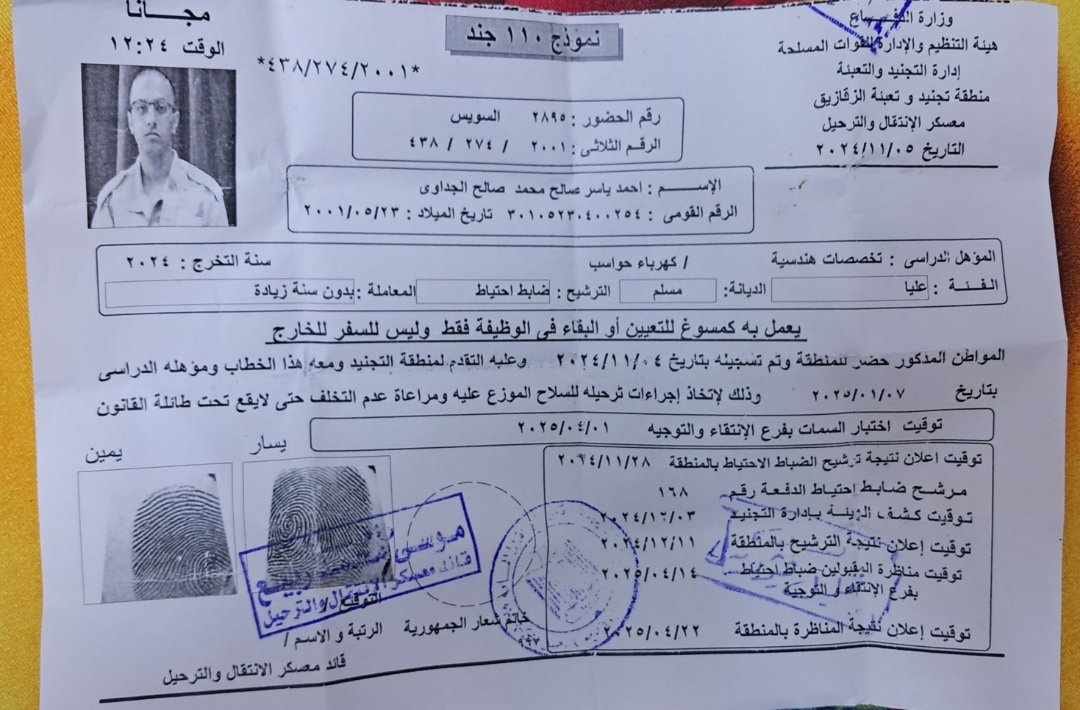 وزارة الدفــاع
هيئة التنظيم والإدارة للقوات المسلحة
إدارة التجنيد والتعبئة
منطقة تجنيد و تعبئة الزقازيق
معسكر الإنتقال والترحيل
التاريخ ٢٠٢٤/١١/٠٥
نموذج ١١٠ جند
مجــانا
الوقت ١٢:٢٤
*٤٣٨/٢٧٤/٢٠٠١*
رقم الحضور : ٢٨٩٥ السويس
الرقم الثلاثى : ٢٠٠١ / ٢٧٤ / ٤٣٨
الإســـم : احمد ياسر صالح محمد صالح الجداوى
الرقم القومى : ٣٠١٠٥٢٣٠٤٠٠٢٥٤ تاريخ الميلاد : ٢٠٠١/٠٥/٢٣
المؤهل الدراسى : تخصصات هندسية / كهرباء حواسب سنة التخرج : ٢٠٢٤
الفـئـة : عليا الديانة: مسلم الترشيح : ضابط احتياط المعاملة :بدون سنة زيادة
يعمل به كمسوغ للتعيين أو البقاء فى الوظيفة فقط وليس للسفر للخارج
المواطن المذكور حضر للمنطقة وتم تسجيله بتاريخ ٢٠٢٤/١١/٠٤ وعليه التقدم لمنطقة التجنيد ومعه هذا الخطاب ومؤهله الدراسى
بتاريخ ٢٠٢٥/٠١/٠٧ وذلك لإتخاذ إجراءات ترحيله للسلاح الموزع عليه ومراعاة عدم التخلف حتى لايقع تحت طائلة القانون
توقيت اختبار السمات بفرع الإنتقاء والتوجيه ٢٠٢٥/٠٤/٠١
توقيت إعلان نتيجة ترشيح الضباط الاحتياط بالمنطقة ٢٠٢٤/١١/٢٨
مرشح ضابط احتياط الدفعة رقم ١٦٨
توقيت كشف الهيئة بإدارة التجنيد ٢٠٢٤/١٢/٠٣
توقيت إعلان نتيجة الترشيح بالمنطقة ٢٠٢٤/١٢/١١
توقيت مناظرة المقبولين ضباط احتياط ٢٠٢٥/٠٤/١٤
بفرع الإنتقاء و التوجية
توقيت إعلان نتيجة المناظرة بالمنطقة ٢٠٢٥/٠٤/٢٢
يسار
يمين
قائد معسكر الإنتقال والترحيل
التوقيع /
خاتم شعار الجمهورية
الرتبة و الاسم /
قائد معسكر الانتقال والترحيل